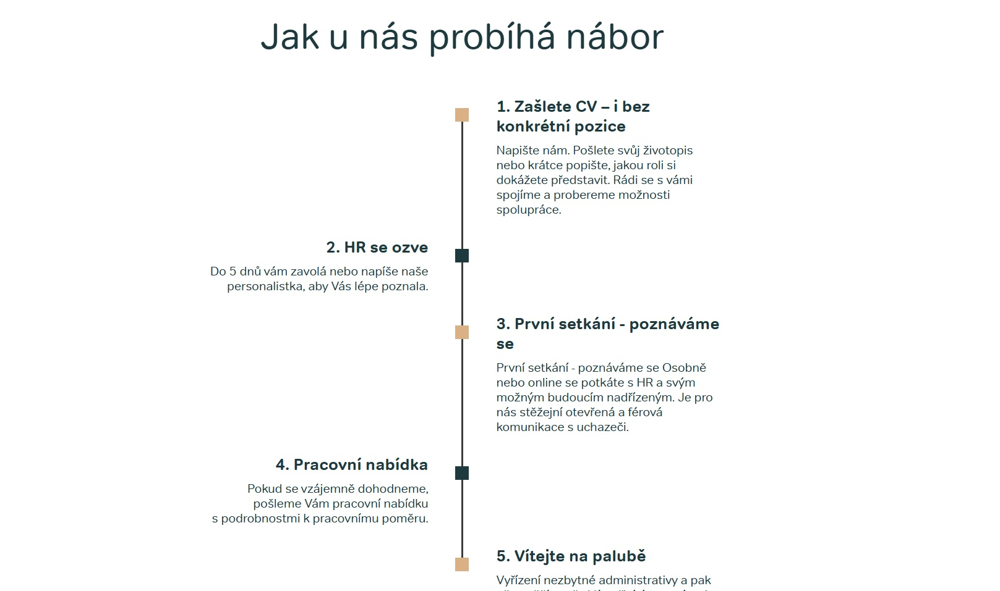 Jak u nás probíhá nábor
1. Zašlete CV – i bez
konkrétní pozice
Napište nám. Pošlete svůj životopis
nebo krátce popište, jakou roli si
dokážete představit. Rádi se s vámi
spojíme a probereme možnosti
spolupráce.
2. HR se ozve
Do 5 dnů vám zavolá nebo napíše naše
personalistka, aby Vás lépe poznala.
3. První setkání - poznáváme
se
První setkání - poznáváme se Osobně
nebo online se potkáte s HR a svým
možným budoucím nadřízeným. Je pro
nás stěžejní otevřená a férová
komunikace s uchazeči.
4. Pracovní nabídka
Pokud se vzájemně dohodneme,
pošleme Vám pracovní nabídku
s podrobnostmi k pracovnímu poměru.
5. Vítejte na palubě
Vyřízení nezbytné administrativy a pak